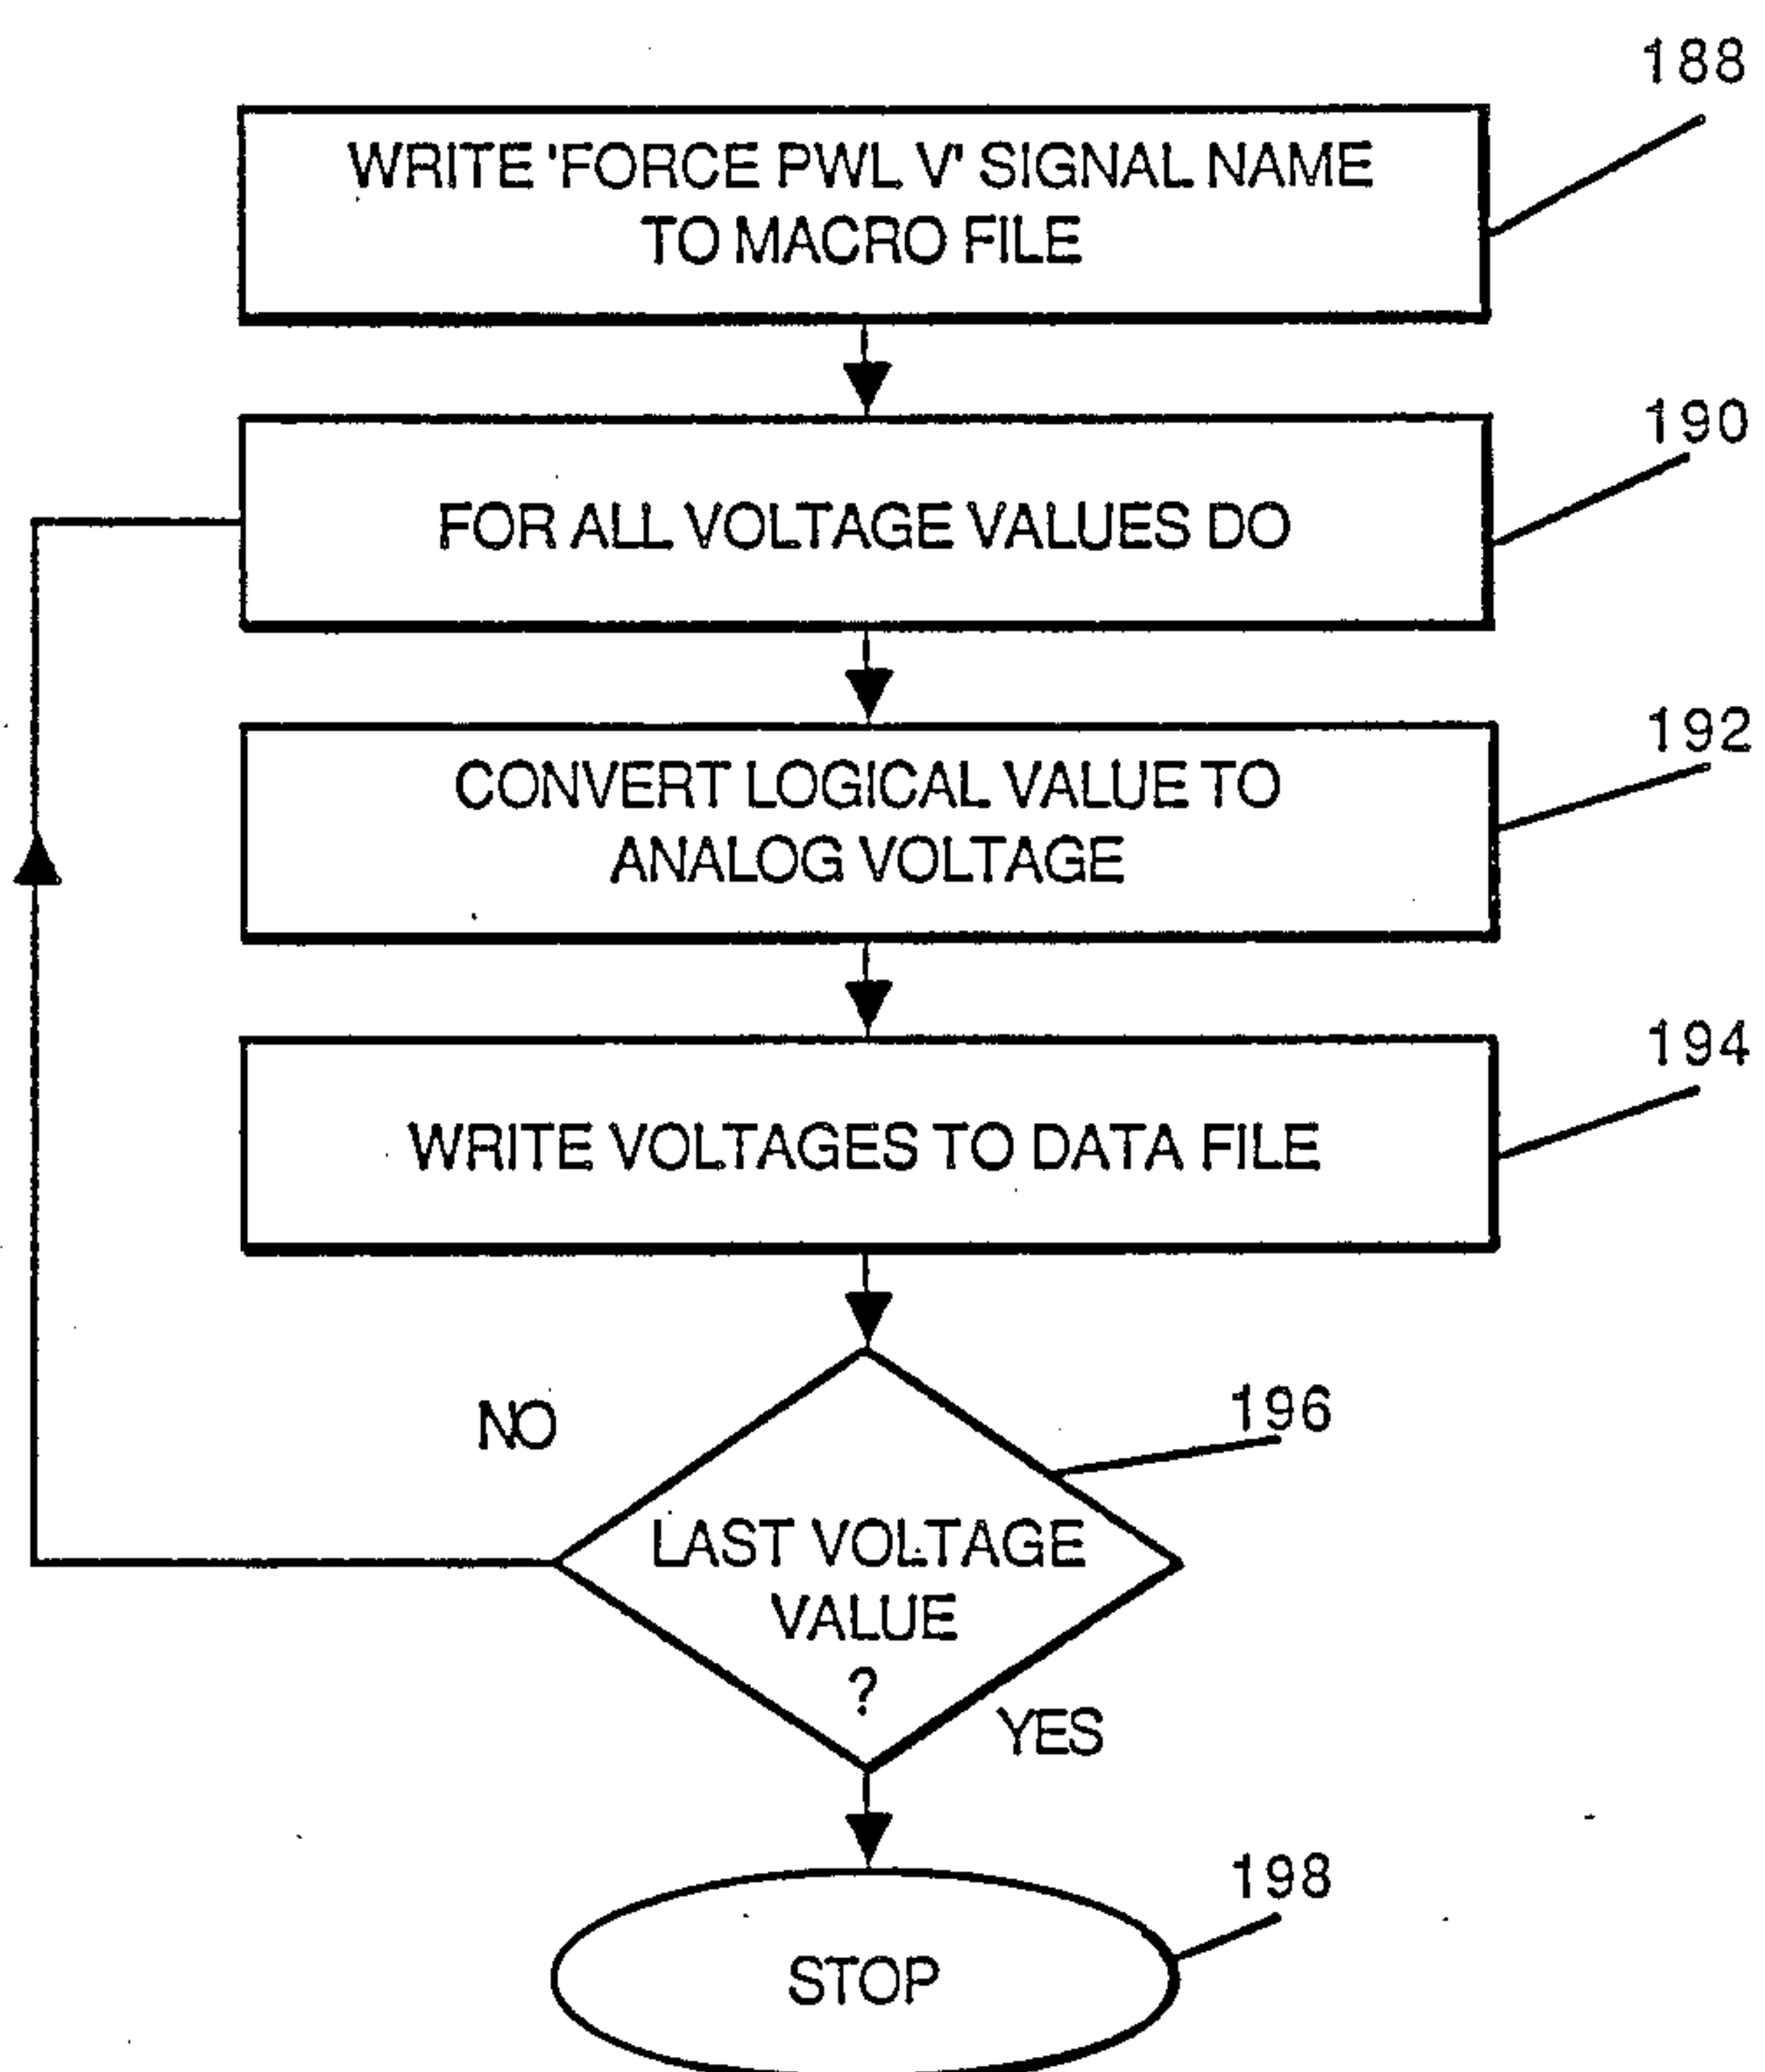 188
WRITE 'FORCE PWL V' SIGNAL NAME
TO MACRO FILE
190
FOR ALL VOLTAGE VALUES DO
192
CONVERT LOGICAL VALUE TO
ANALOG VOLTAGE
194
WRITE VOLTAGES TO DATA FILE
NO
196
LAST VOLTAGE
VALUE
?
YES
198
STOP